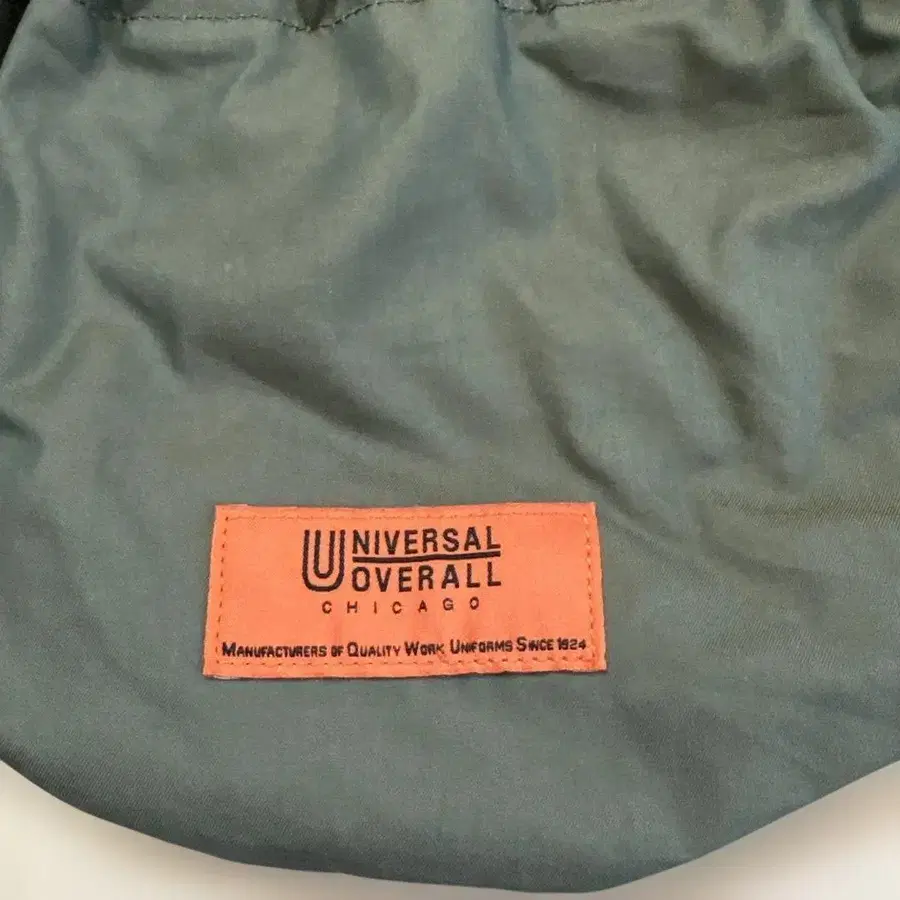 UNIVERSAL
OVERALL
CHICAGO
MANUFACTURERS OF QUALITY WORK UNIFORMS SINCE 1924